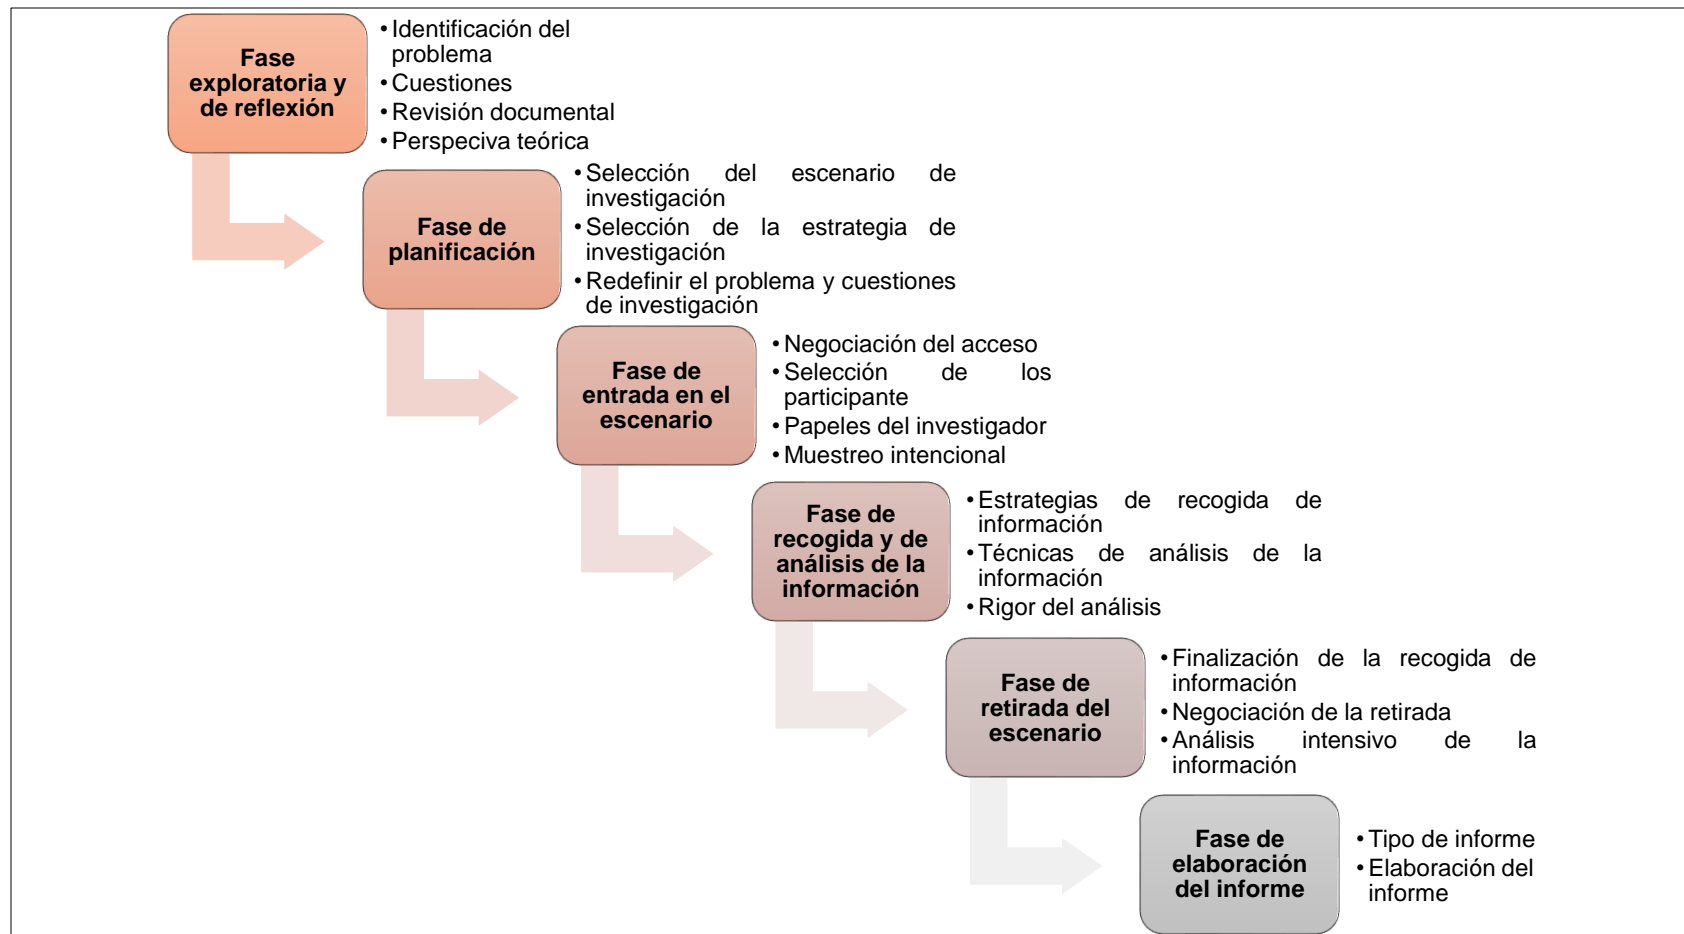 Fase
exploratoria y
de reflexión
• Identificación del
problema
• Cuestiones
• Revisión documental
• Perspeciva teórica
Fase de
planificación
• Selección del escenario de
investigación
• Selección de la estrategia de
investigación
• Redefinir el problema y cuestiones
de investigación
Fase de
entrada en el
escenario
• Negociación del acceso
• Selección de los
participante
• Papeles del investigador
• Muestreo intencional
Fase de
recogida y de
análisis de la
información
• Estrategias de recogida de
información
• Técnicas de análisis de la
información
• Rigor del análisis
Fase de
retirada del
escenario
• Finalización de la recogida de
información
• Negociación de la retirada
• Análisis intensivo de la
información
Fase de
elaboración
del informe
• Tipo de informe
• Elaboración del
informe